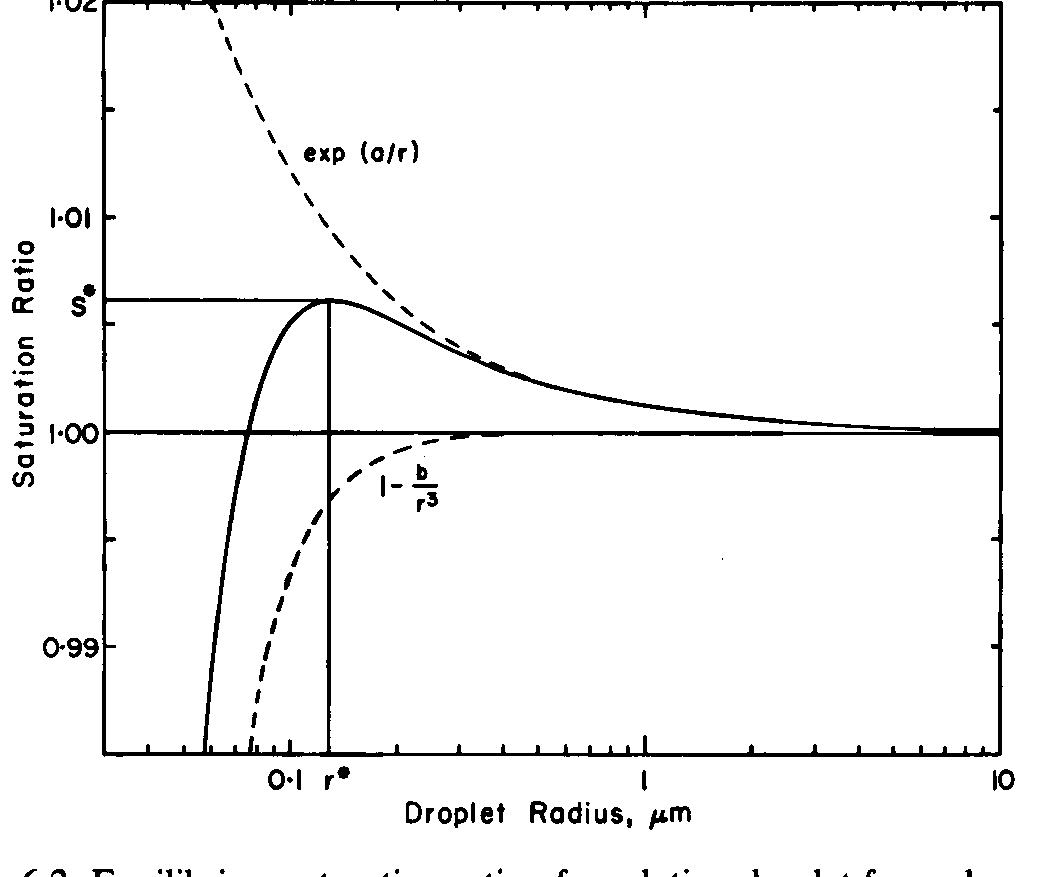 1.02
exp (a/r)
1.01
S*
Saturation Ratio
1.00
1- b/r³
0.99
0.1 r* 1 10
Droplet Radius, μm